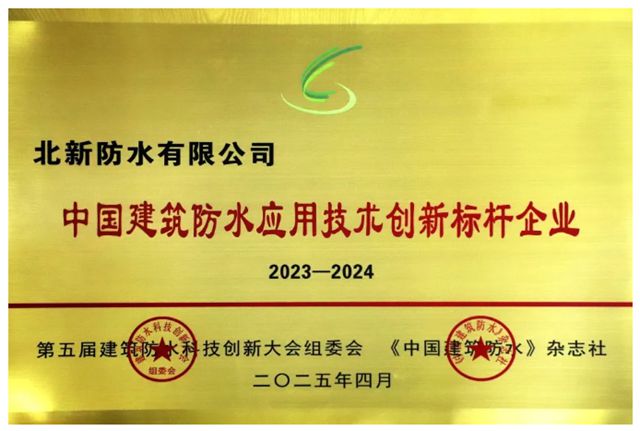 北新防水有限公司
中国建筑防水应用技术创新标杆企业
2023—2024
第五届建筑防水科技创新大会组委会 《中国建筑防水》杂志社
二〇二五年四月
组委会